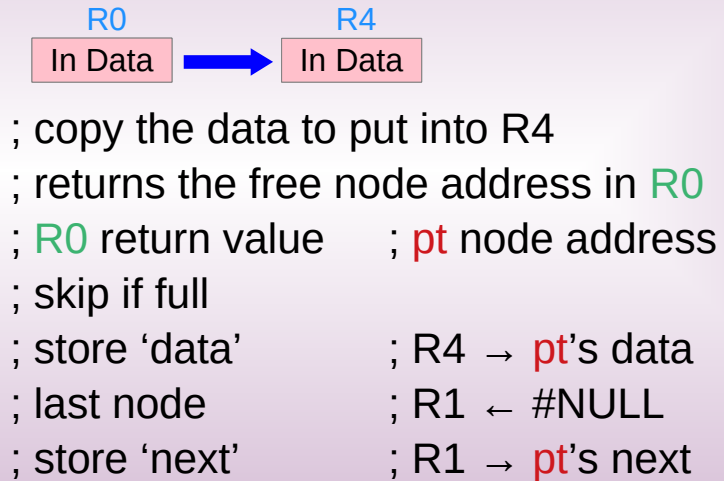 R0 R4
In Data In Data
; copy the data to put into R4
; returns the free node address in R0
; R0 return value ; pt node address
; skip if full
; store ‘data’ ; R4 → pt’s data
; last node ; R1 ← #NULL
; store ‘next’ ; R1 → pt’s next